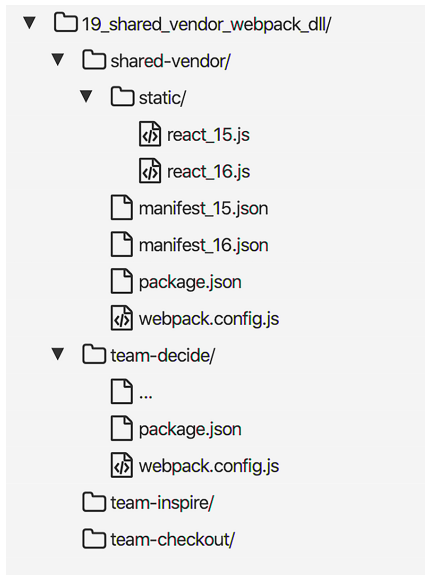 19_shared_vendor_webpack_dll/
shared-vendor/
static/
react_15.js
react_16.js
manifest_15.json
manifest_16.json
package.json
webpack.config.js
team-decide/
...
package.json
webpack.config.js
team-inspire/
team-checkout/